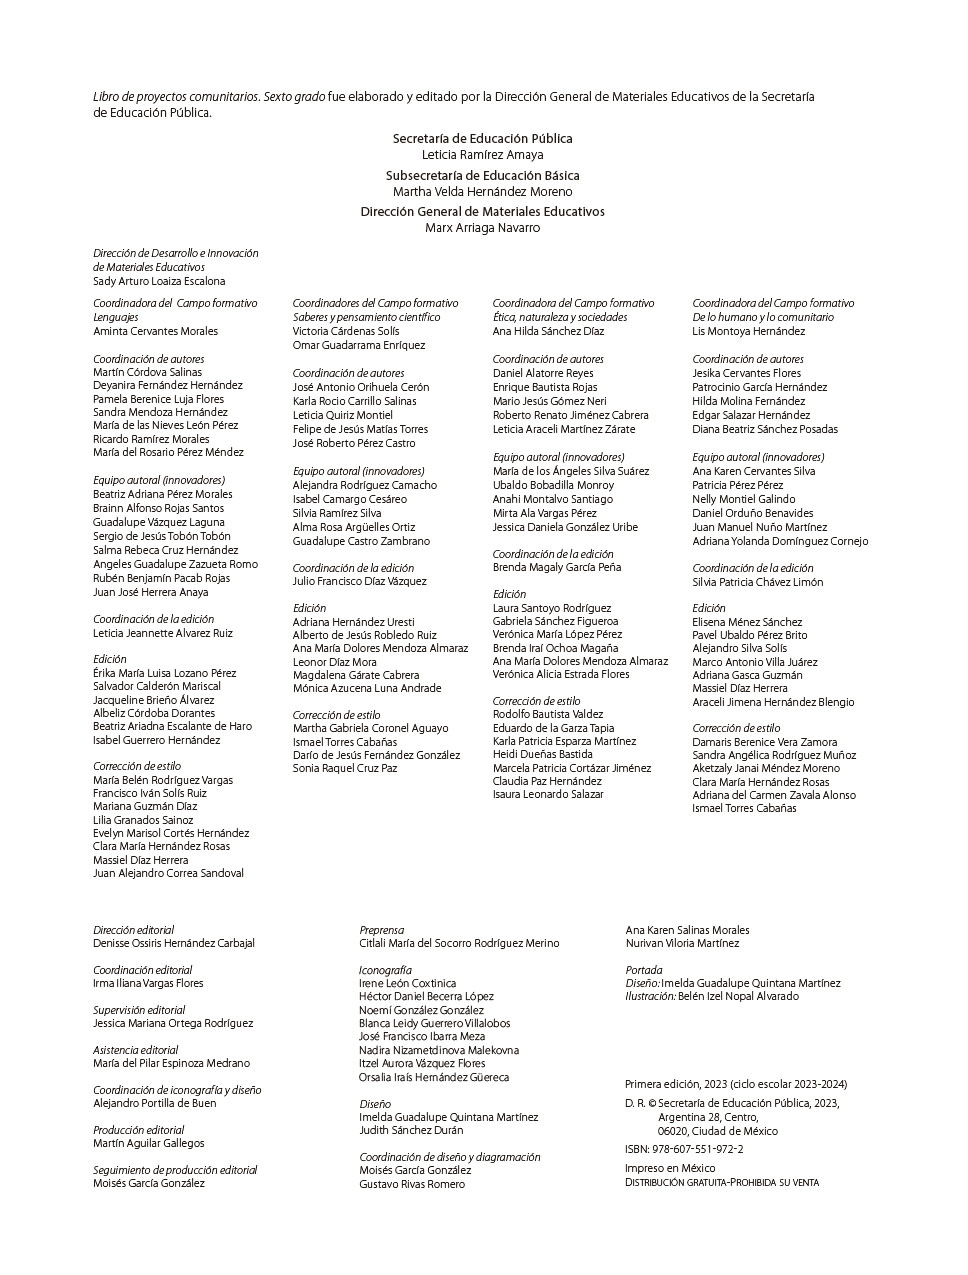 Libro de proyectos comunitarios. Sexto grado fue elaborado y editado por la Dirección General de Materiales Educativos de la Secretaría
de Educación Pública.
Secretaría de Educación Pública
Leticia Ramírez Amaya
Subsecretaría de Educación Básica
Martha Velda Hernández Moreno
Dirección General de Materiales Educativos
Marx Arriaga Navarro
Dirección de Desarrollo e Innovación
de Materiales Educativos
Sady Arturo Loaiza Escalona
Coordinadora del Campo formativo
Lenguajes
Aminta Cervantes Morales
Coordinación de autores
Martín Córdova Salinas
Deyanira Fernández Hernández
Pamela Berenice Luja Flores
Sandra Mendoza Hernández
María de las Nieves León Pérez
Ricardo Ramírez Morales
María del Rosario Pérez Méndez
Equipo autoral (innovadores)
Beatriz Adriana Pérez Morales
Brainn Alfonso Rojas Santos
Guadalupe Vázquez Laguna
Sergio de Jesús Tobón Tobón
Salma Rebeca Cruz Hernández
Angeles Guadalupe Zazueta Romo
Rubén Benjamín Pacab Rojas
Juan José Herrera Anaya
Coordinación de la edición
Leticia Jeannette Alvarez Ruiz
Edición
Érika María Luisa Lozano Pérez
Salvador Calderón Mariscal
Jacqueline Brieño Álvarez
Albeliz Córdoba Dorantes
Beatriz Ariadna Escalante de Haro
Isabel Guerrero Hernández
Corrección de estilo
María Belén Rodríguez Vargas
Francisco Iván Solís Ruiz
Mariana Guzmán Díaz
Lilia Granados Sainoz
Evelyn Marisol Cortés Hernández
Clara María Hernández Rosas
Massiel Díaz Herrera
Juan Alejandro Correa Sandoval
Coordinadores del Campo formativo
Saberes y pensamiento científico
Victoria Cárdenas Solís
Omar Guadarrama Enríquez
Coordinación de autores
José Antonio Orihuela Cerón
Karla Rocio Carrillo Salinas
Leticia Quiriz Montiel
Felipe de Jesús Matías Torres
José Roberto Pérez Castro
Equipo autoral (innovadores)
Alejandra Rodríguez Camacho
Isabel Camargo Cesáreo
Silvia Ramírez Silva
Alma Rosa Argüelles Ortiz
Guadalupe Castro Zambrano
Coordinación de la edición
Julio Francisco Díaz Vázquez
Edición
Adriana Hernández Uresti
Alberto de Jesús Robledo Ruiz
Ana María Dolores Mendoza Almaraz
Leonor Díaz Mora
Magdalena Gárate Cabrera
Mónica Azucena Luna Andrade
Corrección de estilo
Martha Gabriela Coronel Aguayo
Ismael Torres Cabañas
Darío de Jesús Fernández González
Sonia Raquel Cruz Paz
Coordinadora del Campo formativo
Ética, naturaleza y sociedades
Ana Hilda Sánchez Díaz
Coordinación de autores
Daniel Alatorre Reyes
Enrique Bautista Rojas
Mario Jesús Gómez Neri
Roberto Renato Jiménez Cabrera
Leticia Araceli Martínez Zárate
Equipo autoral (innovadores)
María de los Ángeles Silva Suárez
Ubaldo Bobadilla Monroy
Anahi Montalvo Santiago
Mirta Ala Vargas Pérez
Jessica Daniela González Uribe
Coordinación de la edición
Brenda Magaly García Peña
Edición
Laura Santoyo Rodríguez
Gabriela Sánchez Figueroa
Verónica María López Pérez
Brenda Iraí Ochoa Magaña
Ana María Dolores Mendoza Almaraz
Verónica Alicia Estrada Flores
Corrección de estilo
Rodolfo Bautista Valdez
Eduardo de la Garza Tapia
Karla Patricia Esparza Martínez
Heidi Dueñas Bastida
Marcela Patricia Cortázar Jiménez
Claudia Paz Hernández
Isaura Leonardo Salazar
Coordinadora del Campo formativo
De lo humano y lo comunitario
Lis Montoya Hernández
Coordinación de autores
Jesika Cervantes Flores
Patrocinio García Hernández
Hilda Molina Fernández
Edgar Salazar Hernández
Diana Beatriz Sánchez Posadas
Equipo autoral (innovadores)
Ana Karen Cervantes Silva
Patricia Pérez Pérez
Nelly Montiel Galindo
Daniel Orduño Benavides
Juan Manuel Nuño Martínez
Adriana Yolanda Domínguez Cornejo
Coordinación de la edición
Silvia Patricia Chávez Limón
Edición
Elisena Ménez Sánchez
Pavel Ubaldo Pérez Brito
Alejandro Silva Solís
Marco Antonio Villa Juárez
Adriana Gasca Guzmán
Massiel Díaz Herrera
Araceli Jimena Hernández Blengio
Corrección de estilo
Damaris Berenice Vera Zamora
Sandra Angélica Rodríguez Muñoz
Aketzaly Janai Méndez Moreno
Clara María Hernández Rosas
Adriana del Carmen Zavala Alonso
Ismael Torres Cabañas
Dirección editorial
Denisse Ossiris Hernández Carbajal
Coordinación editorial
Irma Iliana Vargas Flores
Supervisión editorial
Jessica Mariana Ortega Rodríguez
Asistencia editorial
María del Pilar Espinoza Medrano
Coordinación de iconografía y diseño
Alejandro Portilla de Buen
Producción editorial
Martín Aguilar Gallegos
Seguimiento de producción editorial
Moisés García González
Preprensa
Citlali María del Socorro Rodríguez Merino
Iconografía
Irene León Coxtinica
Héctor Daniel Becerra López
Noemí González González
Blanca Leidy Guerrero Villalobos
José Francisco Ibarra Meza
Nadira Nizametdinova Malekovna
Itzel Aurora Vázquez Flores
Orsalia Iraís Hernández Güereca
Diseño
Imelda Guadalupe Quintana Martínez
Judith Sánchez Durán
Coordinación de diseño y diagramación
Moisés García González
Gustavo Rivas Romero
Ana Karen Salinas Morales
Nurivan Viloria Martínez
Portada
Diseño: Imelda Guadalupe Quintana Martínez
Ilustración: Belén Izel Nopal Alvarado
Primera edición, 2023 (ciclo escolar 2023-2024)
D. R. © Secretaría de Educación Pública, 2023,
Argentina 28, Centro,
06020, Ciudad de México
ISBN: 978-607-551-972-2
Impreso en México
DISTRIBUCIÓN GRATUITA-PROHIBIDA SU VENTA